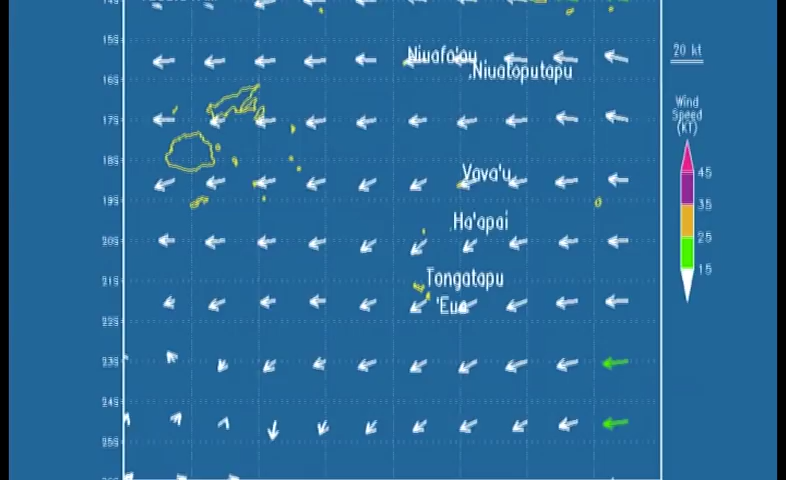 14S
15S
Niuafo'ou
20 kt
16S
Niuatoputapu
Wind
Speed
(KT)
17S
18S
Vava'u
45
19S
35
Ha'apai
20S
25
Tongatapu
15
21S
'Eua
22S
23S
24S
25S